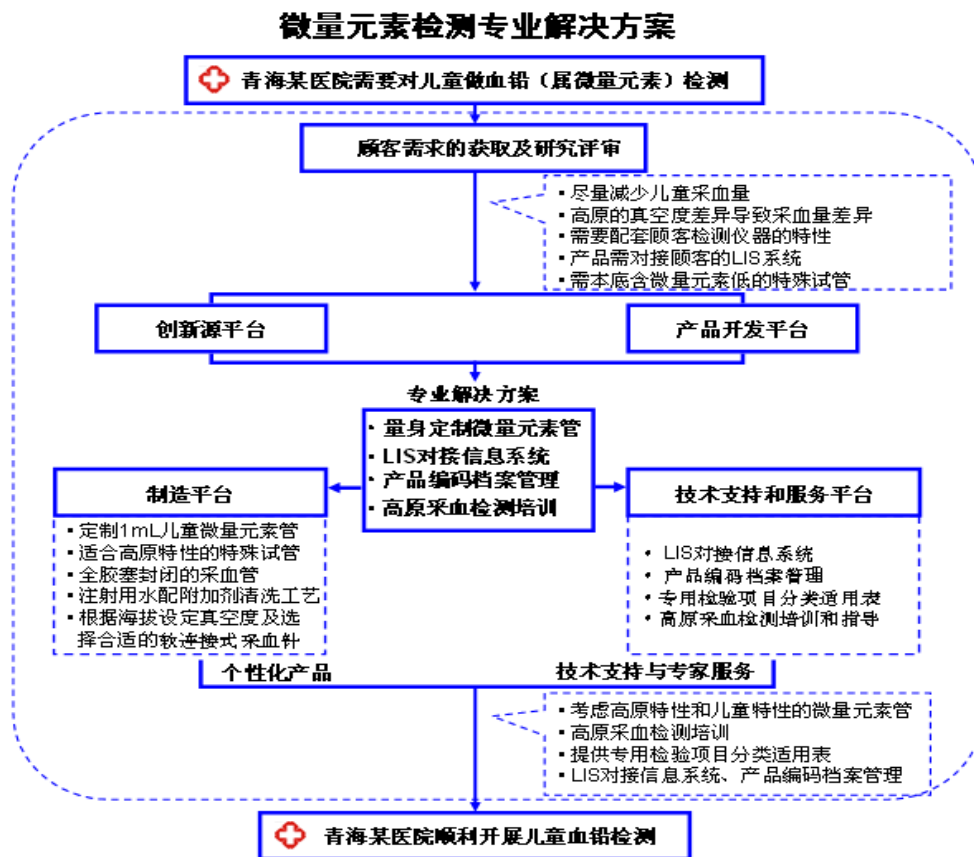 微量元素检测专业解决方案
青海某医院需要对儿童做血铅（属微量元素）检测
顾客需求的获取及研究评审
▪尽量减少儿童采血量
▪高原的真空度差异导致采血量差异
▪需要配套顾客检测仪器的特性
▪产品需对接顾客的LIS系统
▪需本底含微量元素低的特殊试管
创新源平台
产品开发平台
专业解决方案
·量身定制微量元素管
·LIS对接信息系统
·产品编码档案管理
·高原采血检测培训
制造平台
▪定制1mL儿童微量元素管
▪适合高原特性的特殊试管
▪全胶塞封闭的采血管
▪注射用水配附加剂清洗工艺
▪根据海拔设定真空度及选
择合适的软连接式采血针
技术支持和服务平台
▪LIS对接信息系统
▪产品编码档案管理
▪专用检验项目分类适用表
▪高原采血检测培训和指导
个性化产品
技术支持与专家服务
▪考虑高原特性和儿童特性的微量元素管
▪高原采血检测培训
▪提供专用检验项目分类适用表
▪LIS对接信息系统、产品编码档案管理
青海某医院顺利开展儿童血铅检测